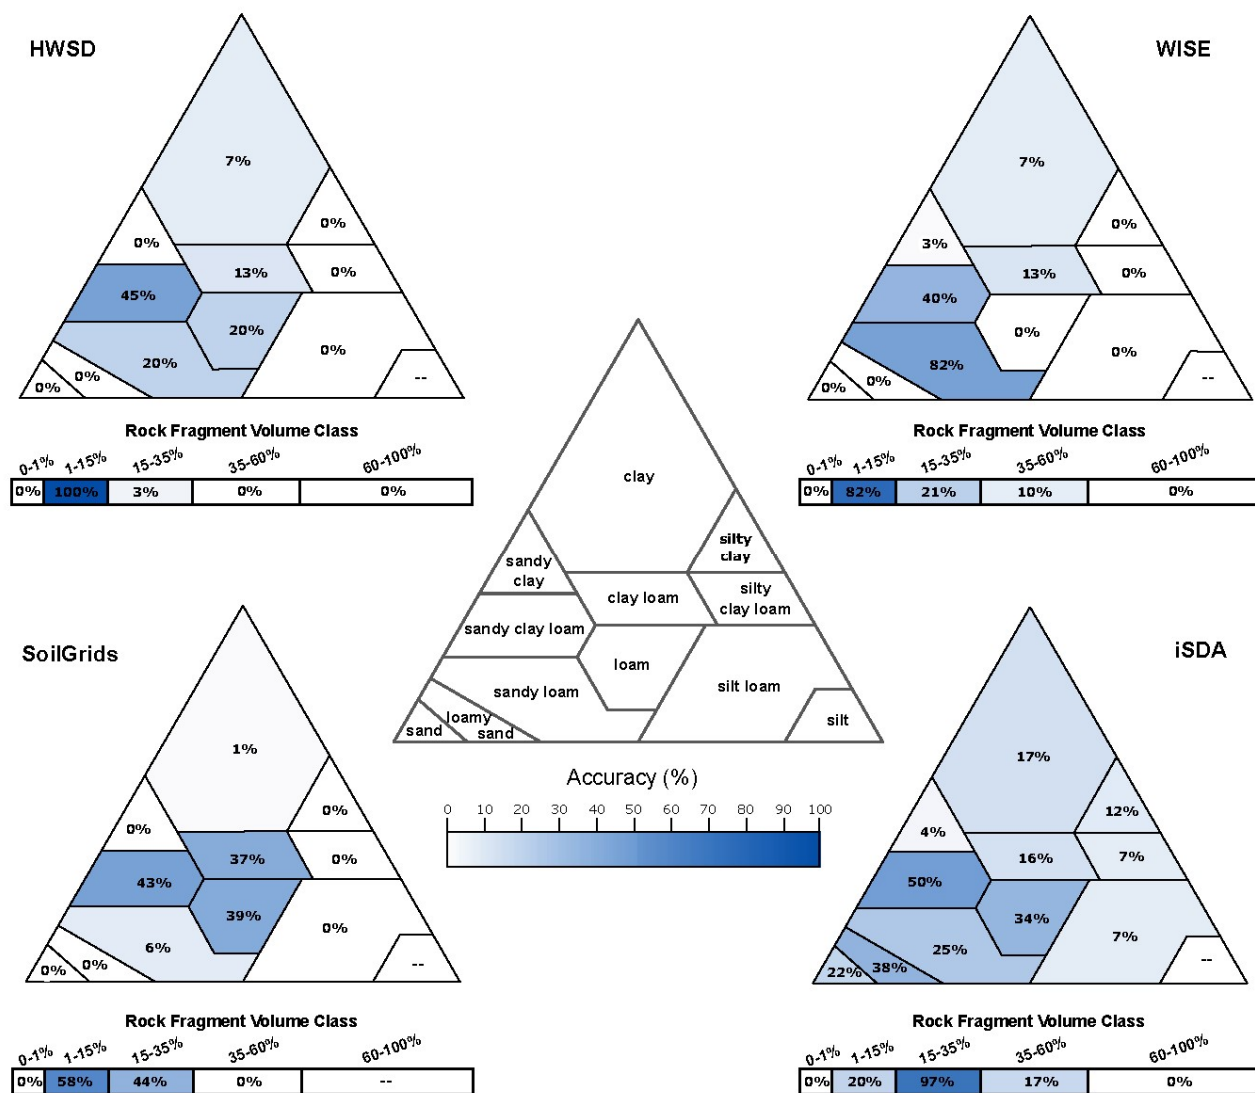 HWSD
7%
0%
0%
13%
0%
45%
20%
0%
20%
0%
0%
--
Rock Fragment Volume Class
0-1% 1-15% 15-35% 35-60% 60-100%
0% 100% 3% 0% 0%
WISE
7%
0%
3%
13%
0%
40%
0%
0%
82%
0%
0%
--
Rock Fragment Volume Class
0-1% 1-15% 15-35% 35-60% 60-100%
0% 82% 21% 10% 0%
clay
silty
clay
sandy
clay
clay loam
silty
clay loam
sandy clay loam
loam
silt loam
sandy loam
loamy
sand
sand
silt
Accuracy (%)
0 10 20 30 40 50 60 70 80 90 100
SoilGrids
1%
0%
0%
37%
0%
43%
39%
0%
6%
0%
0%
--
Rock Fragment Volume Class
0-1% 1-15% 15-35% 35-60% 60-100%
0% 58% 44% 0% --
iSDA
17%
12%
4%
16%
7%
50%
34%
7%
25%
38%
22%
--
Rock Fragment Volume Class
0-1% 1-15% 15-35% 35-60% 60-100%
0% 20% 97% 17% 0%